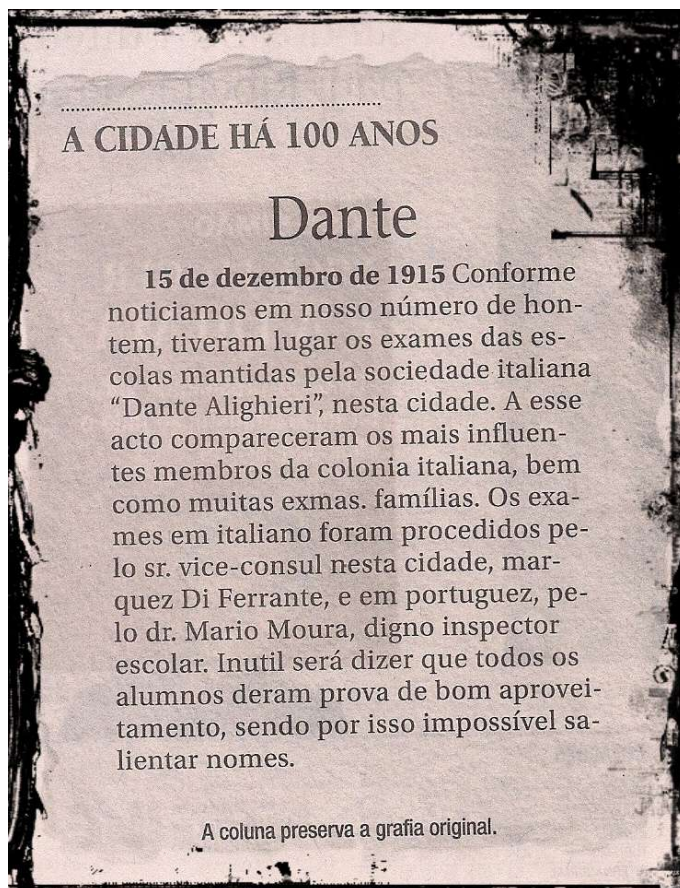 A CIDADE HÁ 100 ANOS
Dante
15 de dezembro de 1915 Conforme
noticiamos em nosso número de hon-
tem, tiveram lugar os exames das es-
colas mantidas pela sociedade italiana
“Dante Alighieri”, nesta cidade. A esse
acto compareceram os mais influen-
tes membros da colonia italiana, bem
como muitas exmas. famílias. Os exa-
mes em italiano foram procedidos pe-
lo sr. vice-consul nesta cidade, mar-
quez Di Ferrante, e em portuguez, pe-
lo dr. Mario Moura, digno inspector
escolar. Inutil será dizer que todos os
alumnos deram prova de bom aprovei-
tamento, sendo por isso impossível sa-
lientar nomes.
A coluna preserva a grafia original.